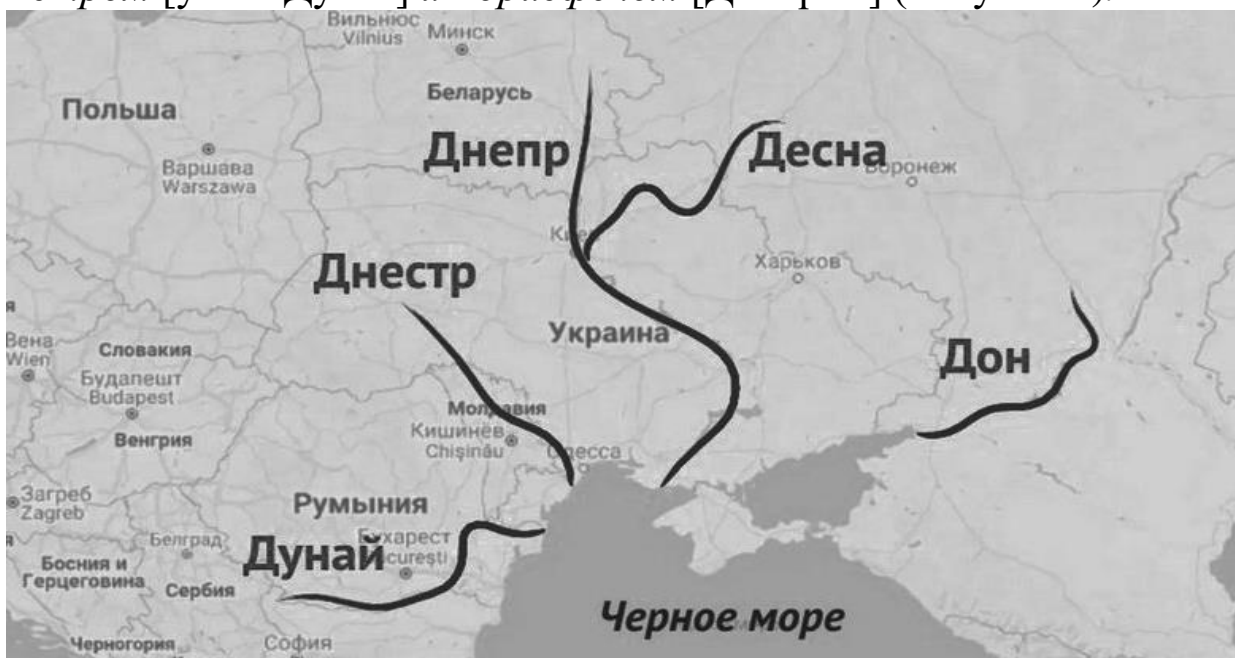 Вильнюс
Vilnius
Минск
Беларусь
Польша
Варшава
Warszawa
Днепр
Десна
Воронеж
Днестр
Харьков
Украина
Вена
Wien
Словакия
Будапешт
Budapest
Венгрия
Дон
Молдавия
Кишинёв
Chișinău
Одесса
Загреб
Zagreb
Румыния
Белград
Бухарест
București
Дунай
Босния и
Герцеговина
Сербия
Черное море
Черногория
София